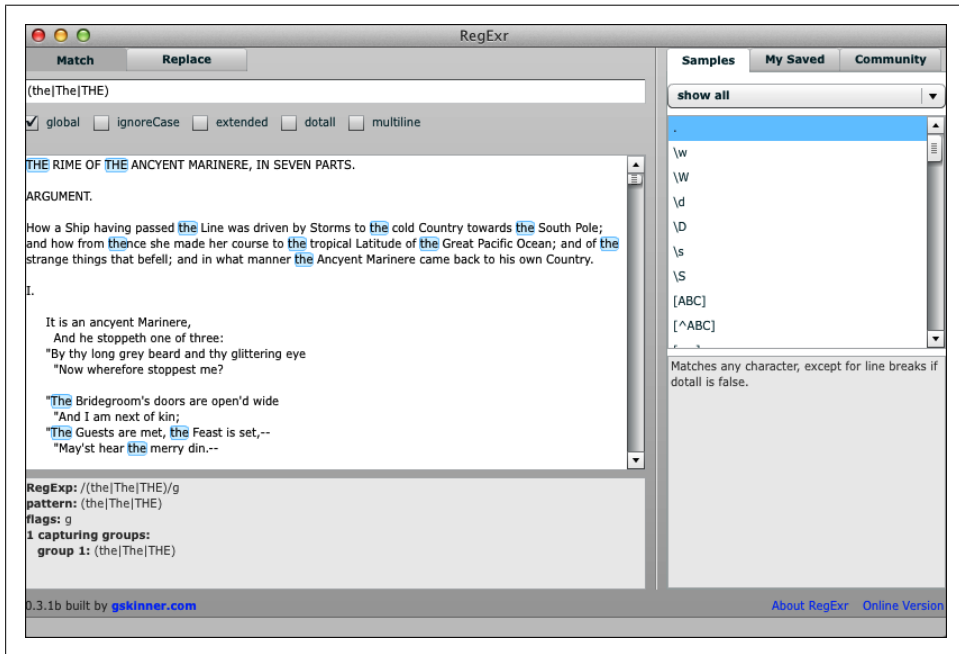 RegExr
Match Replace
(the|The|THE)
global ignoreCase extended dotall multiline
THE RIME OF THE ANCYENT MARINERE, IN SEVEN PARTS.
ARGUMENT.
How a Ship having passed the Line was driven by Storms to the cold Country towards the South Pole;
and how from thence she made her course to the tropical Latitude of the Great Pacific Ocean; and of the
strange things that befell; and in what manner the Ancyent Marinere came back to his own Country.
I.
It is an ancyent Marinere,
And he stoppeth one of three:
"By thy long grey beard and thy glittering eye
"Now wherefore stoppest me?
"The Bridegroom's doors are open'd wide
"And I am next of kin;
"The Guests are met, the Feast is set,--
"May'st hear the merry din.--
RegExp: /(the|The|THE)/g
pattern: (the|The|THE)
flags: g
1 capturing groups:
group 1: (the|The|THE)
0.3.1b built by gskinner.com
Samples My Saved Community
show all
.
\w
\W
\d
\D
\s
\S
[ABC]
[^ABC]
Matches any character, except for line breaks if
dotall is false.
About RegExr Online Version